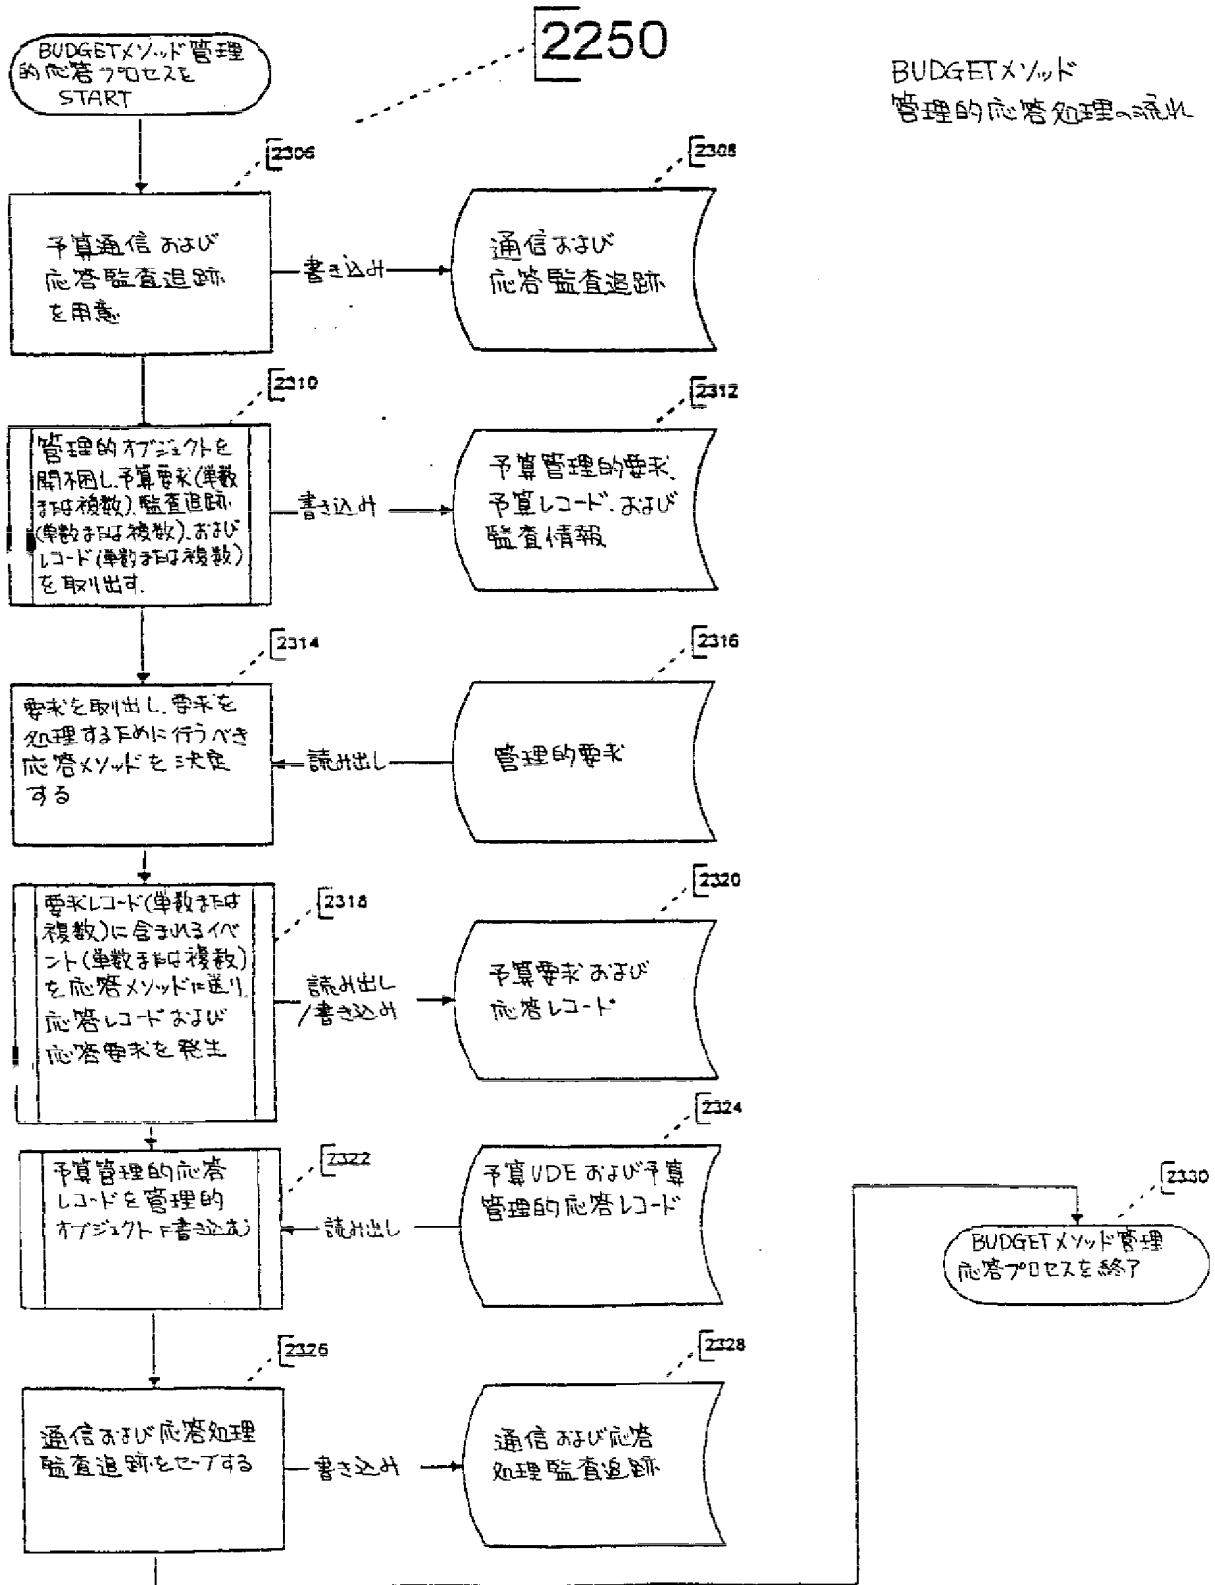 2250
BUDGETメソッド管理
的応答プロセスを
START
BUDGETメソッド
管理的応答処理の流れ
2306
2308
予算通信および
応答監査追跡
を用意
書き込み
通信および
応答監査追跡
2310
2312
管理的オブジェクトを
開梱し、予算要求(単数
または複数)、監査追跡
(単数または複数)、および
レコード(単数または複数)
を取り出す.
書き込み
予算管理的要求、
予算レコード、および
監査情報
2314
2316
要求を取出し、要求を
処理するために行うべき
応答メソッドを決定
する
読み出し
管理的要求
2318
2320
要求レコード(単数または
複数)に含まれるイベ
ント(単数または複数)
を応答メソッドに送り、
応答レコードおよび
応答要求を発生
読み出し
/書き込み
予算要求および
応答レコード
2322
2324
予算管理的応答
レコードを管理的
オブジェクトに書き込む
読み出し
予算UDEおよび予算
管理的応答レコード
2330
BUDGETメソッド管理
応答プロセスを終了
2326
2328
通信および応答処理
監査追跡をセーブする
書き込み
通信および応答
処理監査追跡